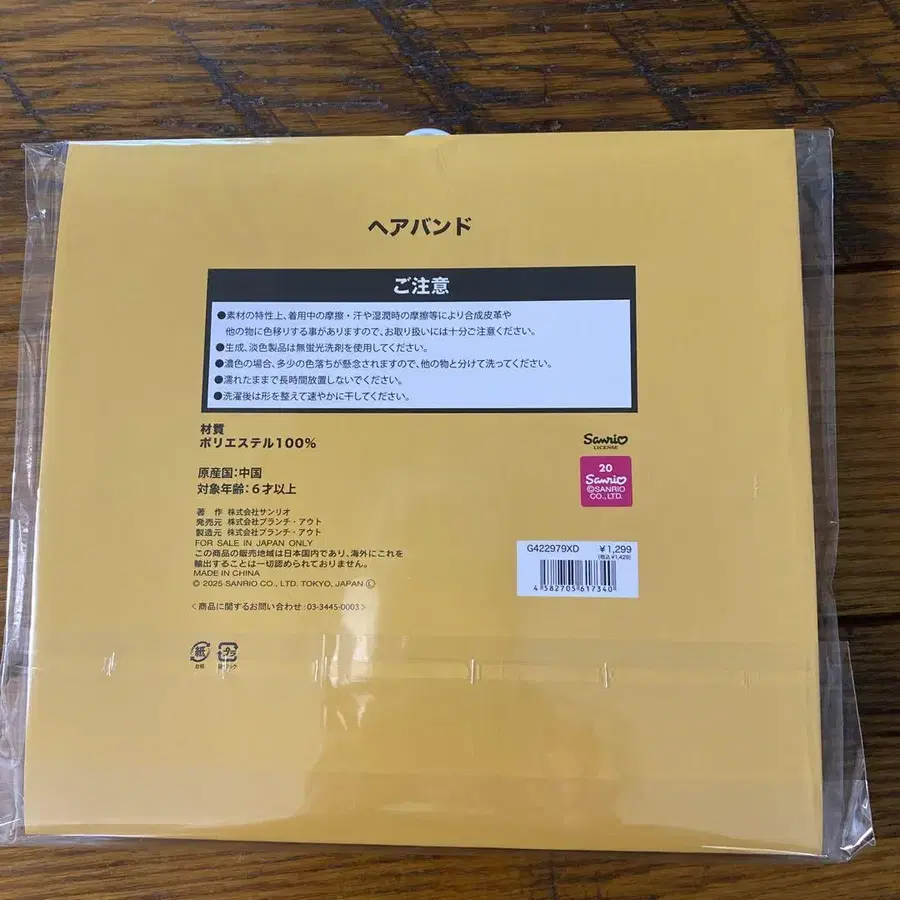 ヘアバンド
ご注意
●素材の特性上、着用中の摩擦・汗や湿潤時の摩擦等により合成皮革や
他の物に色移りする事がありますので、お取り扱いには十分ご注意ください。
●生成、淡色製品は無蛍光洗剤を使用してください。
●濃色の場合、多少の色落ちが懸念されますので、他の物と分けて洗ってください。
●濡れたままで長時間放置しないでください。
●洗濯後は形を整えて速やかに干してください。
材質
ポリエステル100%
原産国:中国
対象年齢:6才以上
著 作 株式会社サンリオ
発売元 株式会社ブランチ・アウト
製造元 株式会社ブランチ・アウト
FOR SALE IN JAPAN ONLY
この商品の販売地域は日本国内であり、海外にこれを
輸出することは一切認められておりません。
MADE IN CHINA
© 2025 SANRIO CO., LTD. TOKYO, JAPAN Ⓛ
〈商品に関するお問い合わせ:03-3445-0003〉
紙
台紙
プラ
Sanrio
LICENSE
20
Sanrio
©SANRIO
CO., LTD.
G422979XD ¥1,299
(税込¥1,429)
4 582705 617340